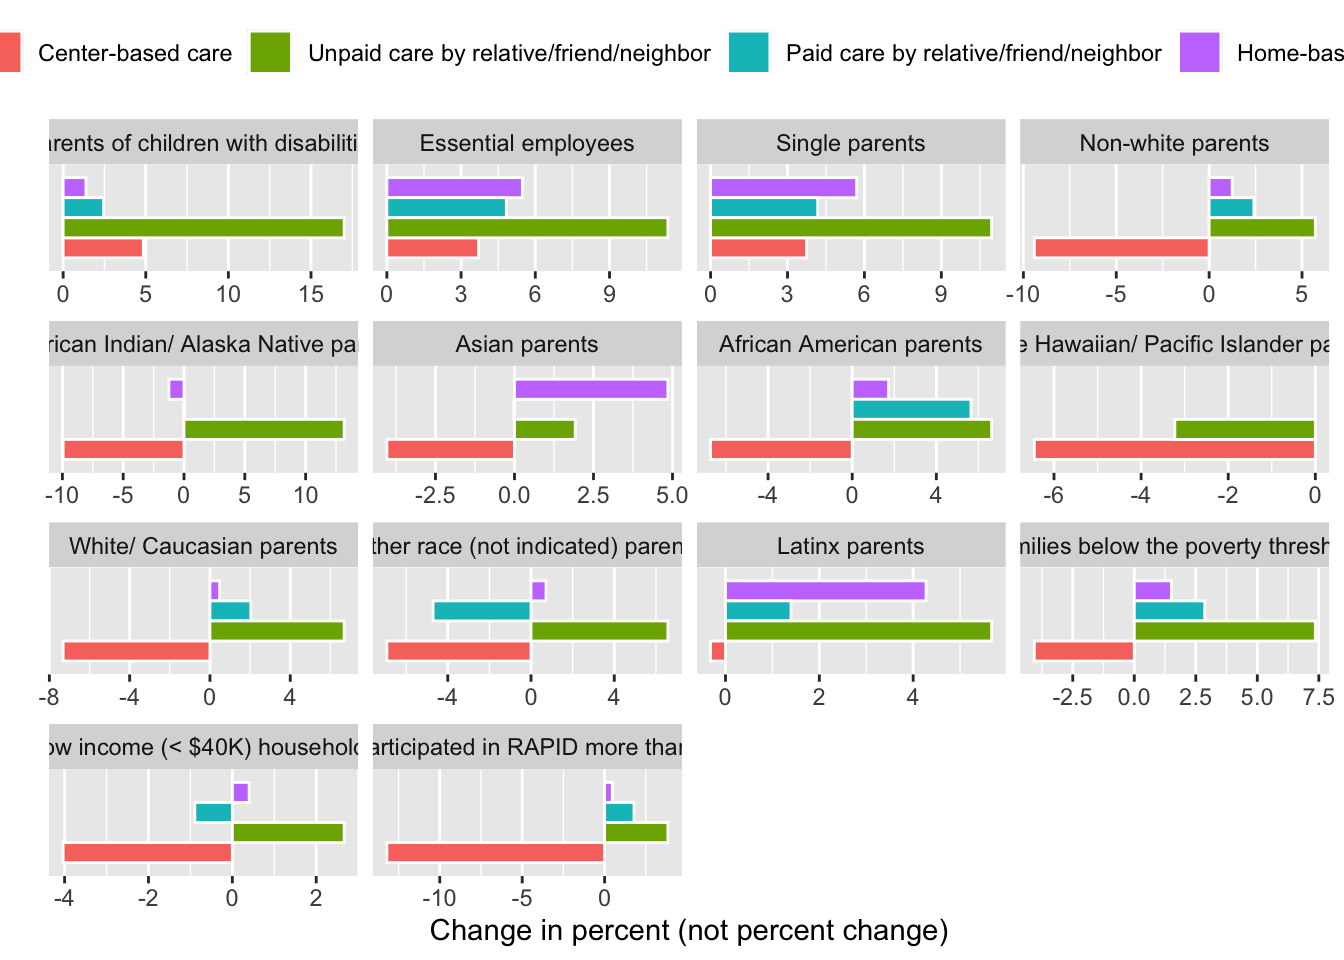 Center-based care Unpaid care by relative/friend/neighbor Paid care by relative/friend/neighbor Home-bas
arents of children with disabiliti Essential employees Single parents Non-white parents
0 5 10 15 0 3 6 9 0 3 6 9 -10 -5 0 5
rican Indian/ Alaska Native par Asian parents African American parents e Hawaiian/ Pacific Islander pa
-10 -5 0 5 10 -2.5 0.0 2.5 5.0 -4 0 4 -6 -4 -2 0
White/ Caucasian parents ther race (not indicated) paren Latinx parents milies below the poverty thresh
-8 -4 0 4 -4 0 4 0 2 4 -2.5 0.0 2.5 5.0 7.5
ow income (< $40K) household articipated in RAPID more than
-4 -2 0 2 -10 -5 0
Change in percent (not percent change)